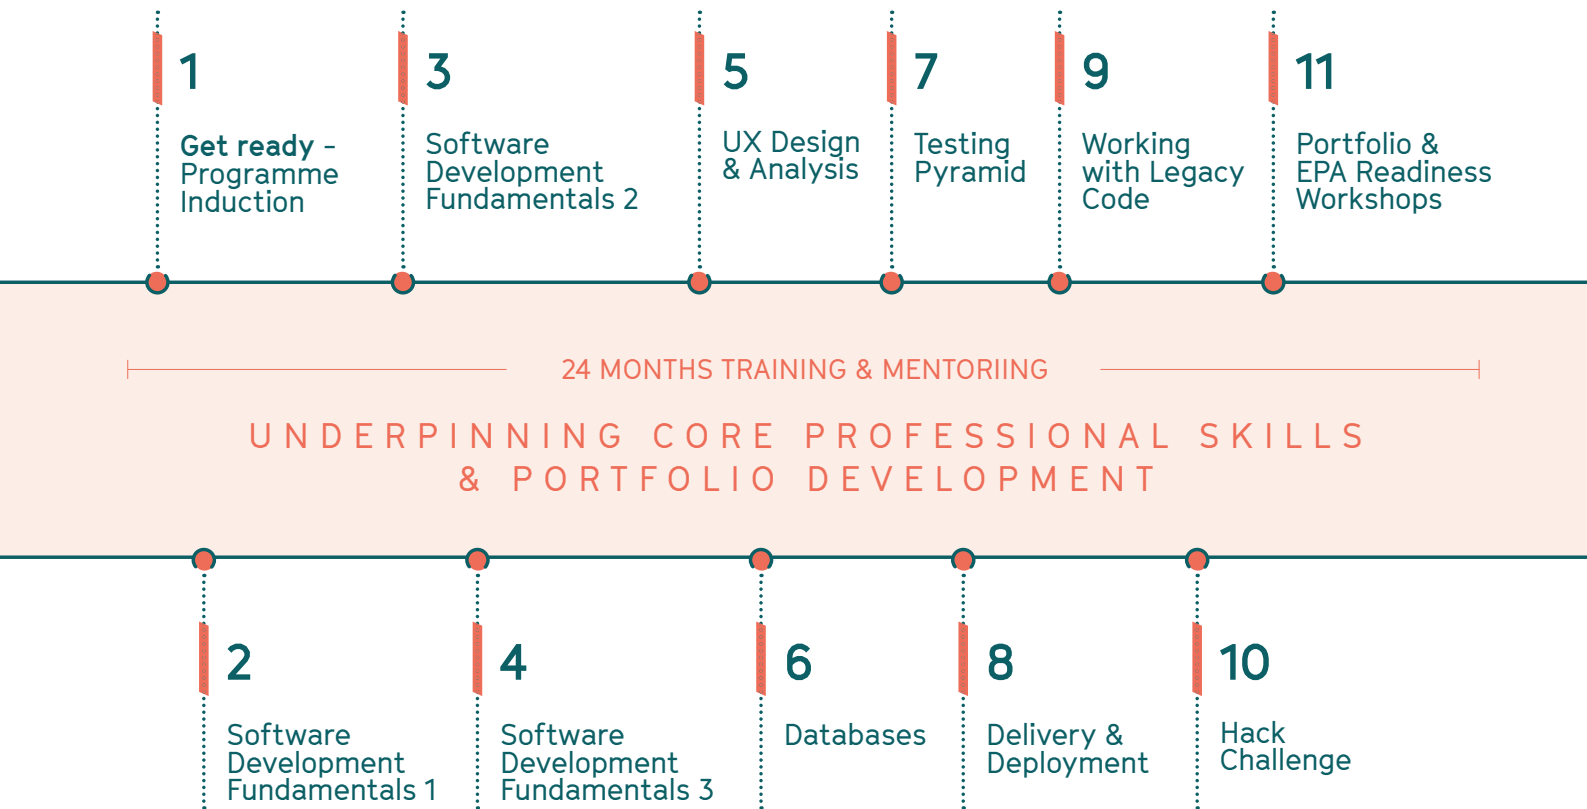 1
Get ready -
Programme
Induction
3
Software
Development
Fundamentals 2
5
UX Design
& Analysis
7
Testing
Pyramid
9
Working
with Legacy
Code
11
Portfolio &
EPA Readiness
Workshops
24 MONTHS TRAINING & MENTORIING
UNDERPINNING CORE PROFESSIONAL SKILLS
& PORTFOLIO DEVELOPMENT
2
Software
Development
Fundamentals 1
4
Software
Development
Fundamentals 3
6
Databases
8
Delivery &
Deployment
10
Hack
Challenge